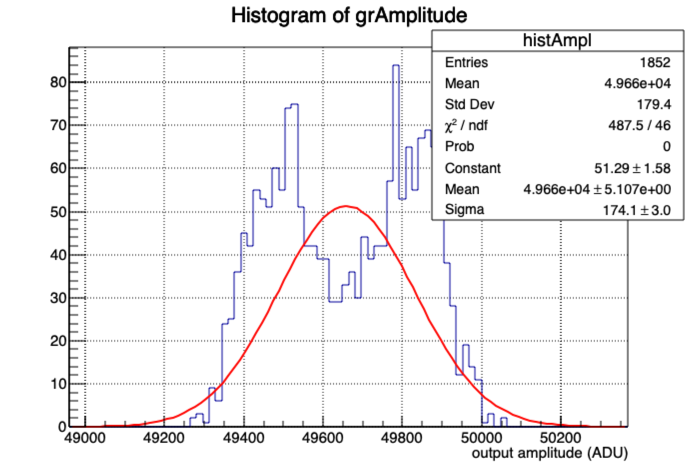 Histogram of grAmplitude
histAmpl
Entries 1852
Mean 4.966e+04
Std Dev 179.4
χ² / ndf 487.5 / 46
Prob 0
Constant 51.29 ± 1.58
Mean 4.966e+04 ± 5.107e+00
Sigma 174.1 ± 3.0
80
70
60
50
40
30
20
10
0
49000 49200 49400 49600 49800 50000 50200
output amplitude (ADU)